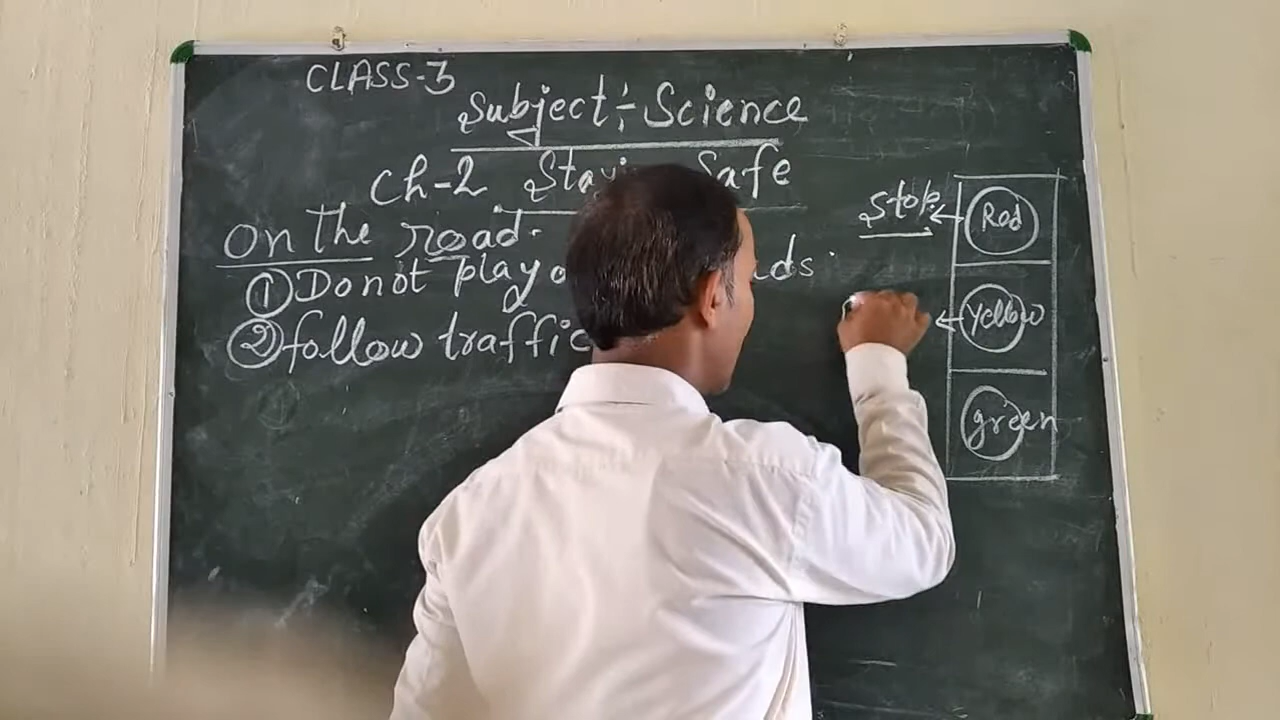 CLASS-3
Subject:- Science
Ch-2 Safe
On the road.
① Do not play
② follow traffic
Stop
Red
Yellow
green